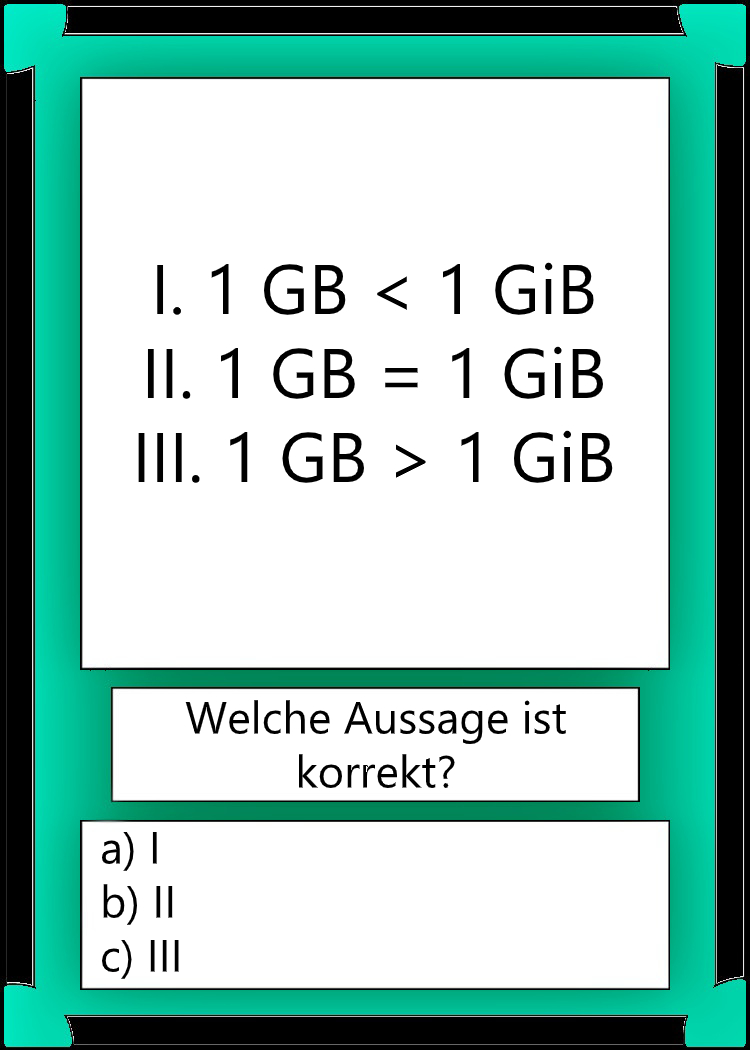 I. 1 GB < 1 GiB
II. 1 GB = 1 GiB
III. 1 GB > 1 GiB
Welche Aussage ist
korrekt?
a) I
b) II
c) III